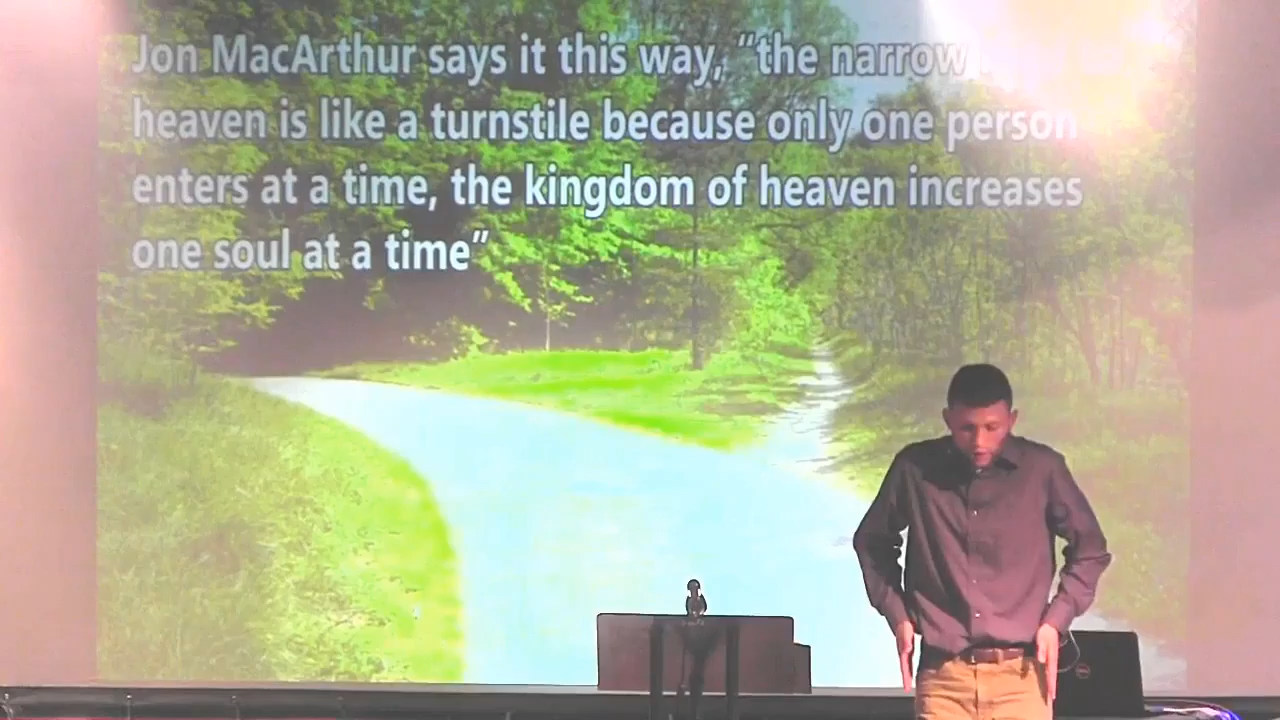 Jon MacArthur says it this way, “the narrow
heaven is like a turnstile because only one person
enters at a time, the kingdom of heaven increases
one soul at a time”